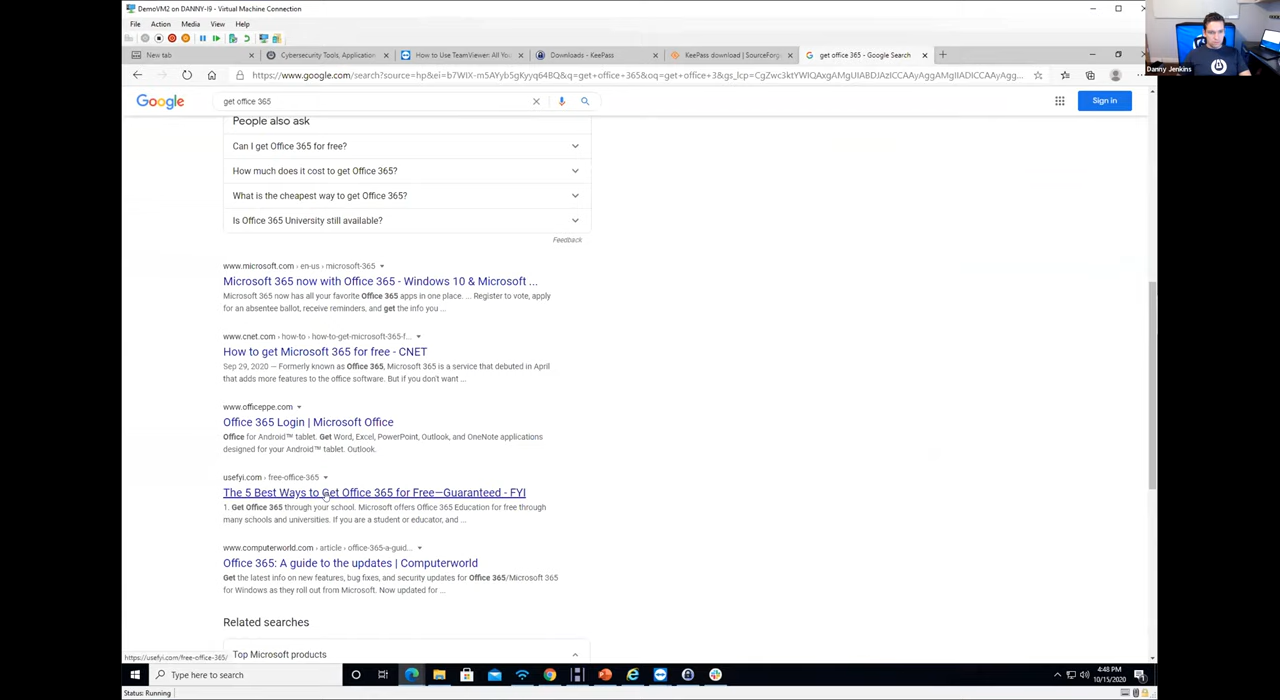 DemoVM2 on DANNY-I9 - Virtual Machine Connection
File Action Media View Help
New tab
Cybersecurity Tools, Application
How to Use TeamViewer: All You
Downloads - KeePass
KeePass download | SourceForg
get office 365 - Google Search
Danny Jenkins
Google
get office 365
Sign in
People also ask
Can I get Office 365 for free?
How much does it cost to get Office 365?
What is the cheapest way to get Office 365?
Is Office 365 University still available?
Feedback
www.microsoft.com › en-us › microsoft-365
Microsoft 365 now with Office 365 - Windows 10 & Microsoft ...
Microsoft 365 now has all your favorite Office 365 apps in one place. ... Register to vote, apply
for an absentee ballot, receive reminders, and get the info you ...
www.cnet.com › how-to › how-to-get-microsoft-365-f...
How to get Microsoft 365 for free - CNET
Sep 29, 2020 — Formerly known as Office 365, Microsoft 365 is a service that debuted in April
that adds more features to the office software. But if you don't want ...
www.officeppe.com
Office 365 Login | Microsoft Office
Office for Android™ tablet. Get Word, Excel, PowerPoint, Outlook, and OneNote applications
designed for your Android™ tablet. Outlook.
usefyi.com › free-office-365
The 5 Best Ways to Get Office 365 for Free—Guaranteed - FYI
1. Get Office 365 through your school. Microsoft offers Office 365 Education for free through
many schools and universities. If you are a student or educator, and ...
www.computerworld.com › article › office-365-a-guid...
Office 365: A guide to the updates | Computerworld
Get the latest info on new features, bug fixes, and security updates for Office 365/Microsoft 365
for Windows as they roll out from Microsoft. Now updated for ...
Related searches
Top Microsoft products
https://usefyi.com/free-office-365/
Type here to search
4:48 PM
10/15/2020
Status: Running